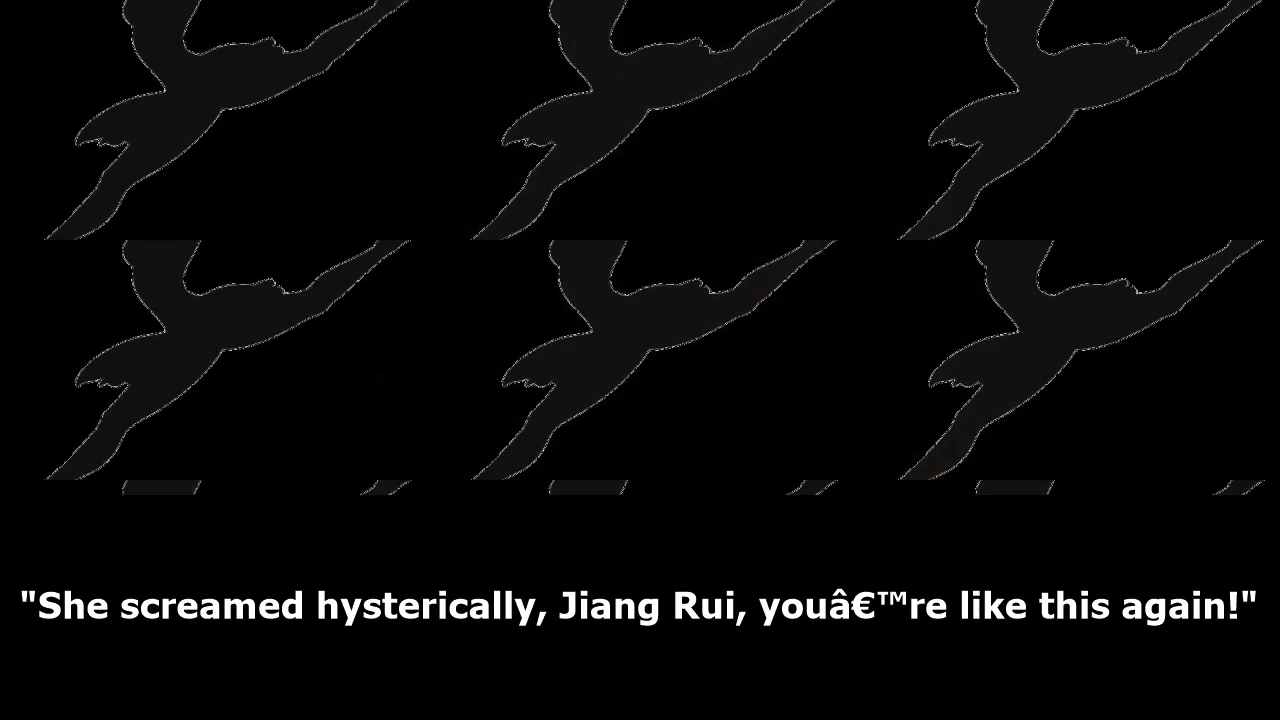 "She screamed hysterically, Jiang Rui, youâ€™re like this again!"